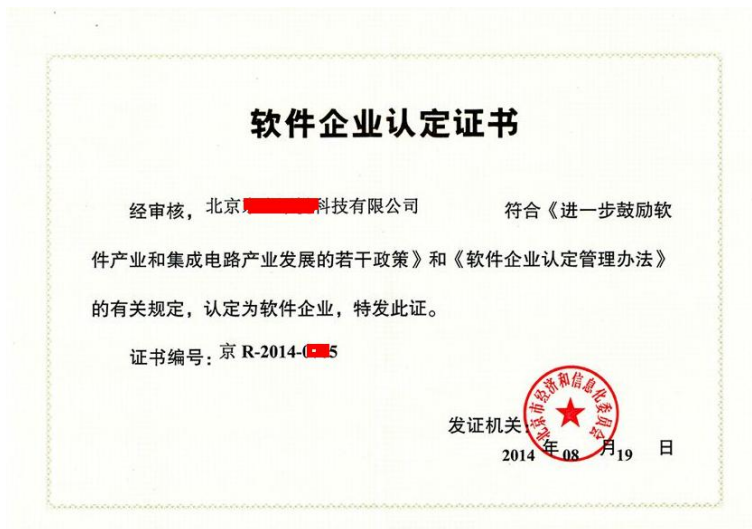 软件企业认定证书
经审核，北京 科技有限公司 符合《进一步鼓励软
件产业和集成电路产业发展的若干政策》和《软件企业认定管理办法》
的有关规定，认定为软件企业，特发此证。
证书编号：京 R-2014- 5
北京市经济和信息化委员会
发证机关：
2014 年 08 月 19 日